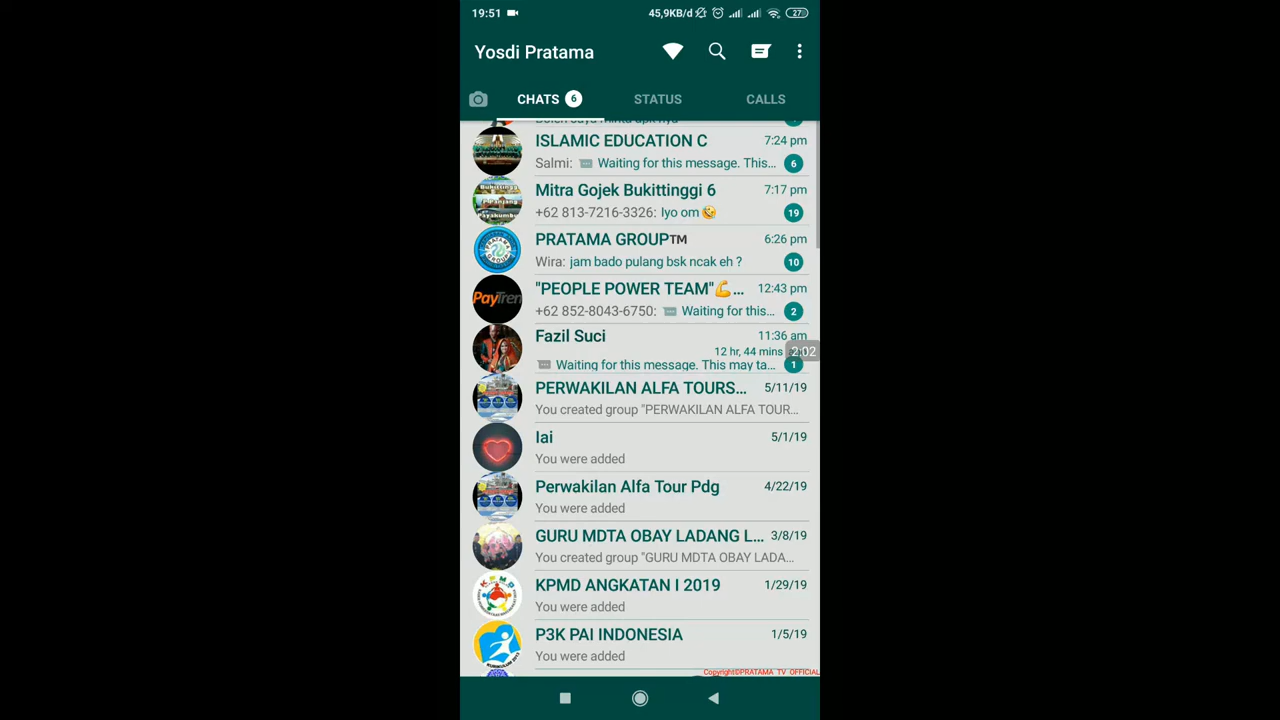 19:51 45,9KB/d 27
Yosdi Pratama
CHATS 6 STATUS CALLS
ISLAMIC EDUCATION C 7:24 pm
Salmi: Waiting for this message. This... 6
Mitra Gojek Bukittinggi 6 7:17 pm
+62 813-7216-3326: Iyo om 🤣 19
PRATAMA GROUP™️ 6:26 pm
Wira: jam bado pulang bsk ncak eh ? 10
"PEOPLE POWER TEAM"💪... 12:43 pm
+62 852-8043-6750: Waiting for this... 2
Fazil Suci 11:36 am
12 hr, 44 mins
2:02
Waiting for this message. This may ta... 1
PERWAKILAN ALFA TOURS... 5/11/19
You created group "PERWAKILAN ALFA TOUR...
Iai 5/1/19
You were added
Perwakilan Alfa Tour Pdg 4/22/19
You were added
GURU MDTA OBAY LADANG L... 3/8/19
You created group "GURU MDTA OBAY LADA...
KPMD ANGKATAN I 2019 1/29/19
You were added
P3K PAI INDONESIA 1/5/19
You were added
Copyright©PRATAMA TV OFFICIAL